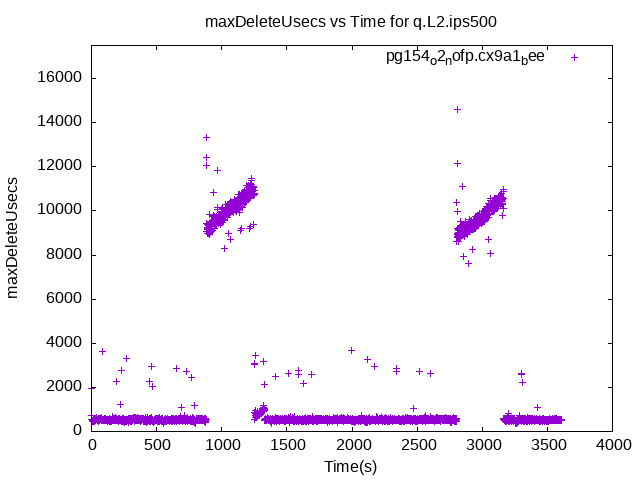 maxDeleteUsecs vs Time for q.L2.ips500
pg154o2nofp.cx9a1bee
16000
14000
12000
10000
8000
6000
4000
2000
0
maxDeleteUsecs
0 500 1000 1500 2000 2500 3000 3500 4000
Time(s)